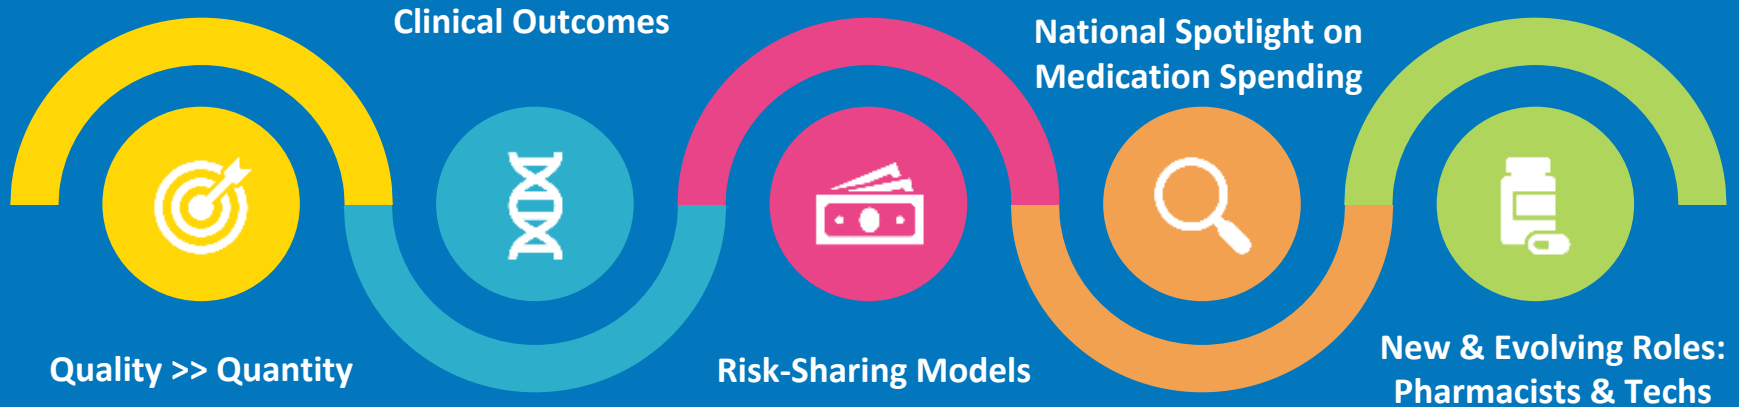 Clinical Outcomes
National Spotlight on
Medication Spending
Quality >> Quantity
Risk-Sharing Models
New & Evolving Roles:
Pharmacists & Techs